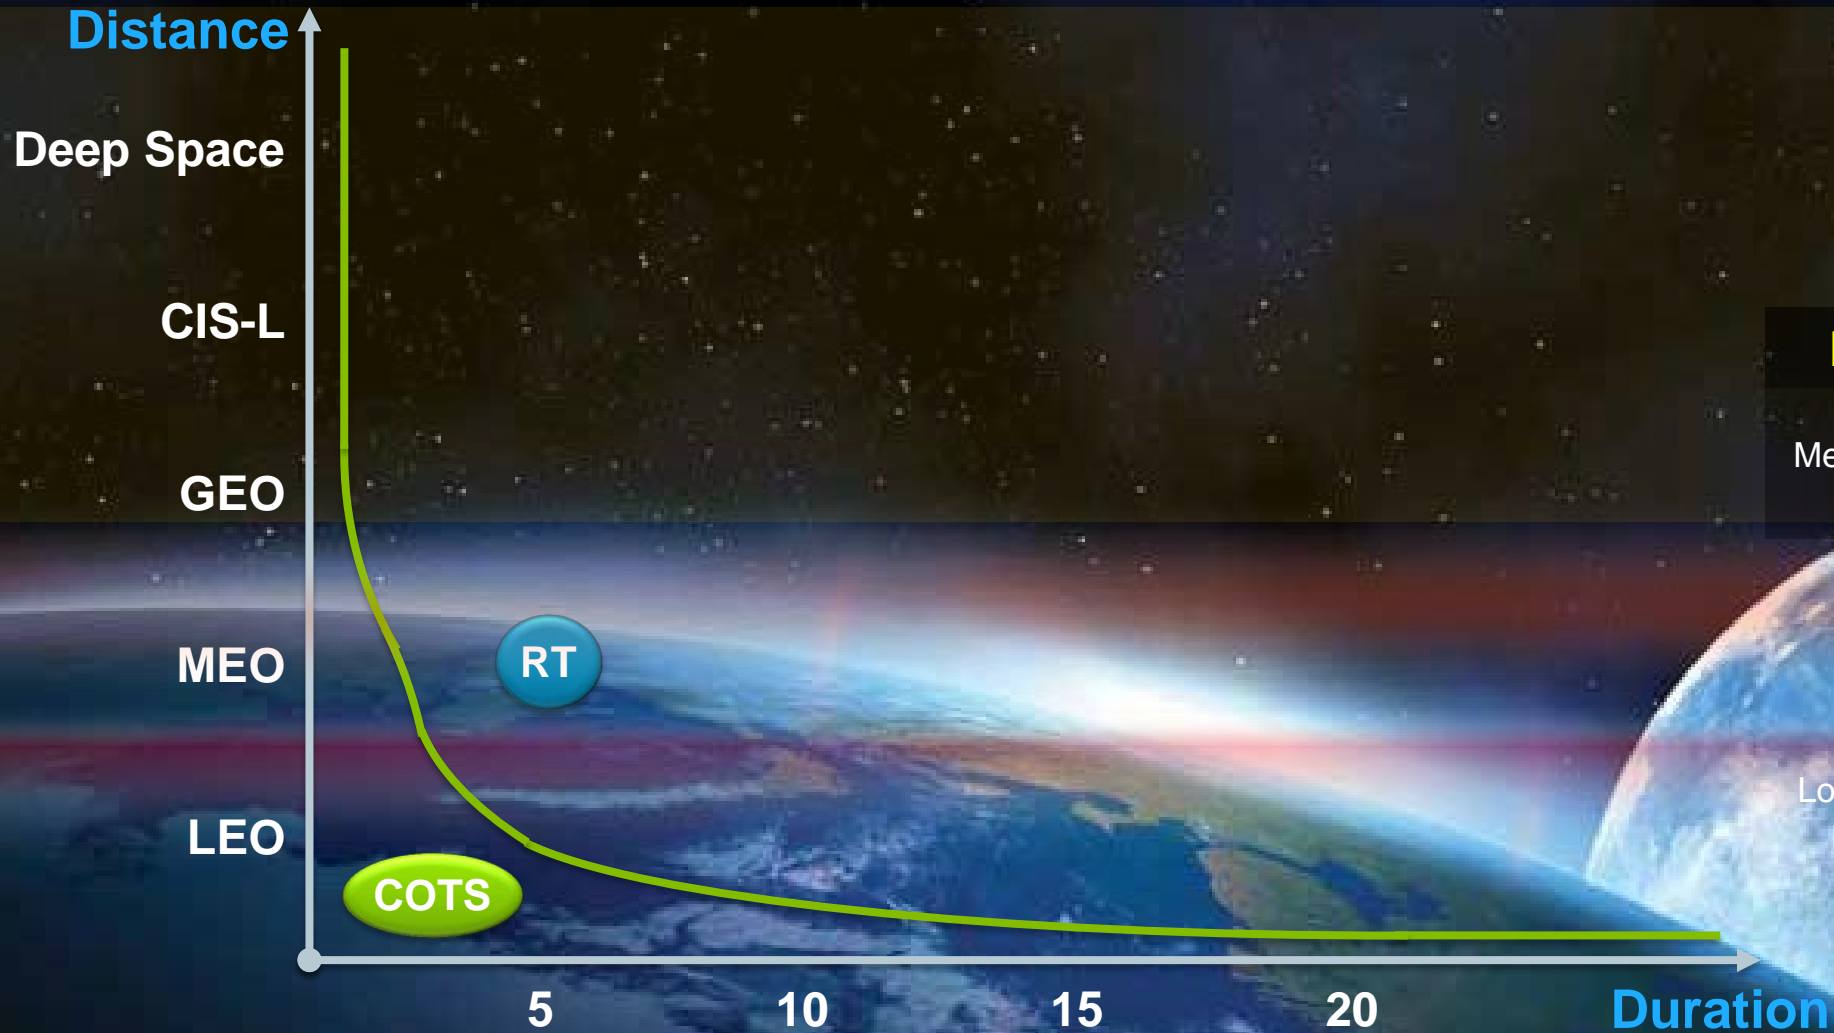 Distance
Deep Space
CIS-L
GEO
MEO
RT
LEO
COTS
5 10 15 20
Duration